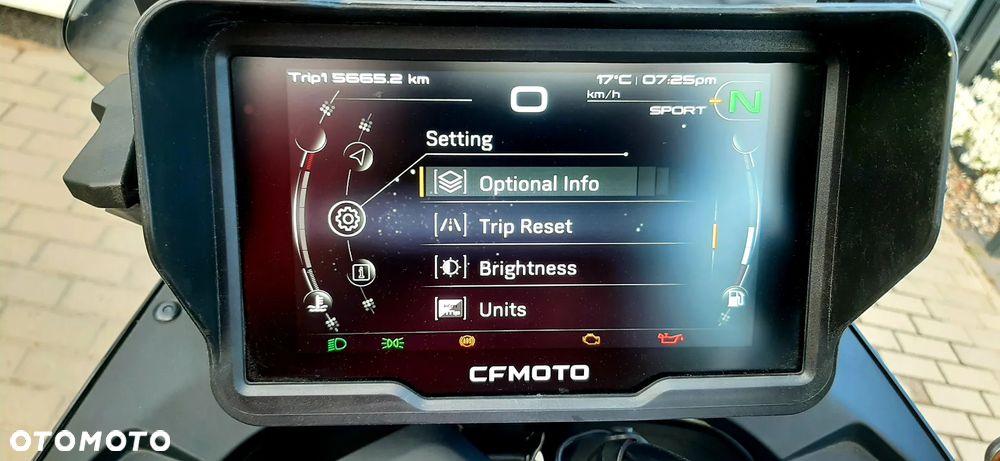 Trip1 5665.2 km
17°C | 07:25pm
0
km/h
SPORT
N
Setting
Optional Info
Trip Reset
Brightness
Units
CFMOTO
OTOMOTO